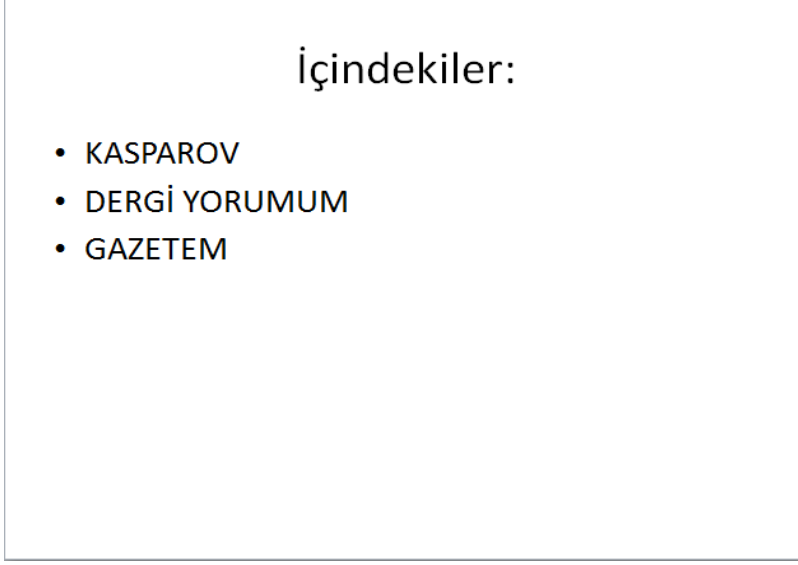 İçindekiler:
• KASPAROV
• DERGİ YORUMUM
• GAZETEM